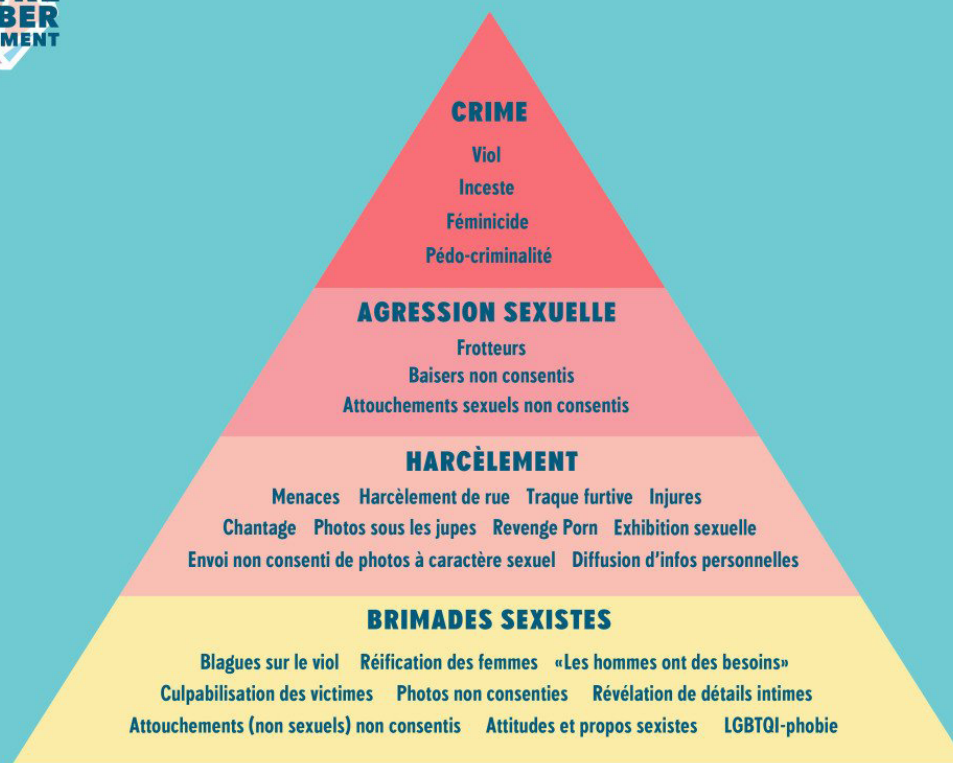 BER
MENT
CRIME
Viol
Inceste
Féminicide
Pédo-criminalité
AGRESSION SEXUELLE
Frotteurs
Baisers non consentis
Attouchements sexuels non consentis
HARCÈLEMENT
Menaces Harcèlement de rue Traque furtive Injures
Chantage Photos sous les jupes Revenge Porn Exhibition sexuelle
Envoi non consenti de photos à caractère sexuel Diffusion d'infos personnelles
BRIMADES SEXISTES
Blagues sur le viol Réification des femmes «Les hommes ont des besoins»
Culpabilisation des victimes Photos non consenties Révélation de détails intimes
Attouchements (non sexuels) non consentis Attitudes et propos sexistes LGBTQI-phobie